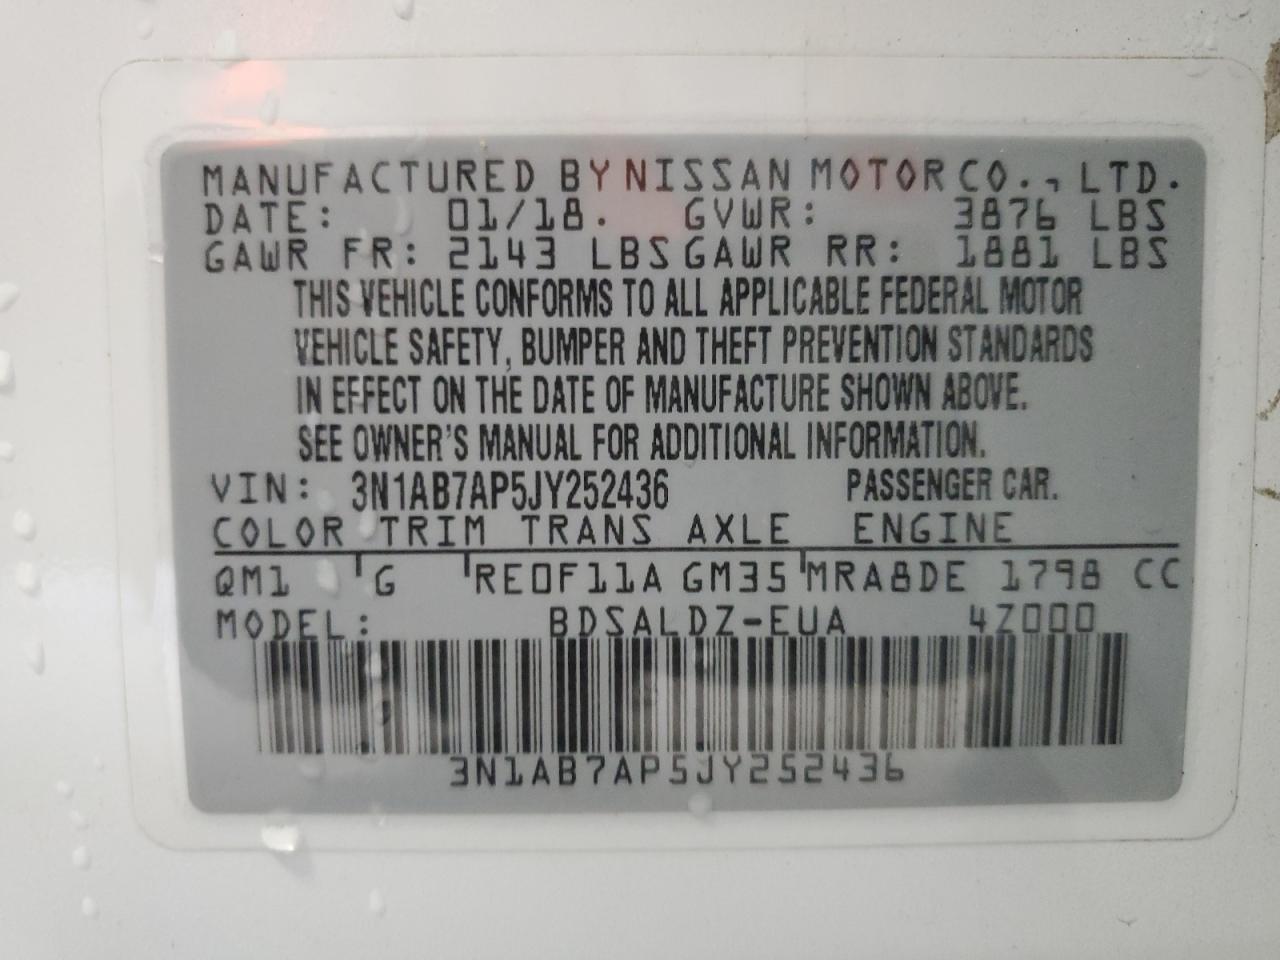 MANUFACTURED BY NISSAN MOTOR CO., LTD.
DATE: 01/18. GVWR: 3876 LBS
GAWR FR: 2143 LBS GAWR RR: 1881 LBS
THIS VEHICLE CONFORMS TO ALL APPLICABLE FEDERAL MOTOR
VEHICLE SAFETY, BUMPER AND THEFT PREVENTION STANDARDS
IN EFFECT ON THE DATE OF MANUFACTURE SHOWN ABOVE.
SEE OWNER'S MANUAL FOR ADDITIONAL INFORMATION.
VIN: 3N1AB7AP5JY252436 PASSENGER CAR.
COLOR TRIM TRANS AXLE ENGINE
QM1 G RE0F11A GM35 MRA8DE 1798 CC
MODEL: BDSALDZ-EUA 4Z000
3N1AB7AP5JY252436